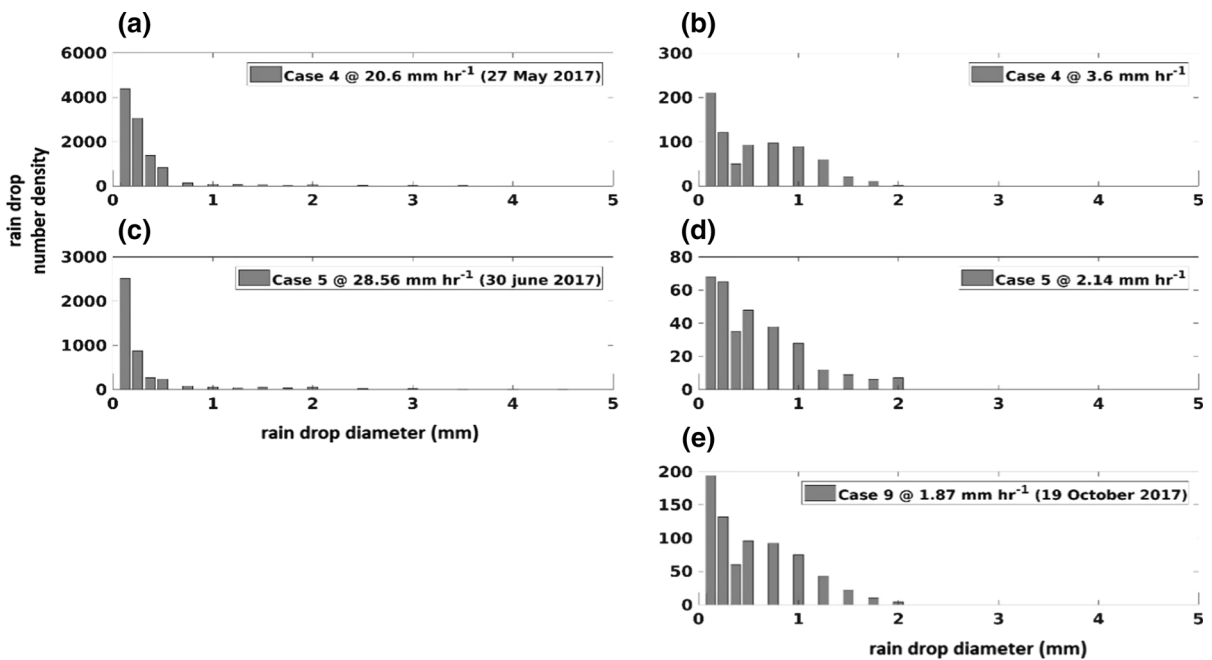 (a)
6000
4000
2000
0
0 1 2 3 4 5
Case 4 @ 20.6 mm hr⁻¹ (27 May 2017)
(b)
300
200
100
0
0 1 2 3 4 5
Case 4 @ 3.6 mm hr⁻¹
rain drop
number density
(c)
3000
2000
1000
0
0 1 2 3 4 5
Case 5 @ 28.56 mm hr⁻¹ (30 june 2017)
rain drop diameter (mm)
(d)
80
60
40
20
0
0 1 2 3 4 5
Case 5 @ 2.14 mm hr⁻¹
(e)
200
150
100
50
0
0 1 2 3 4 5
Case 9 @ 1.87 mm hr⁻¹ (19 October 2017)
rain drop diameter (mm)